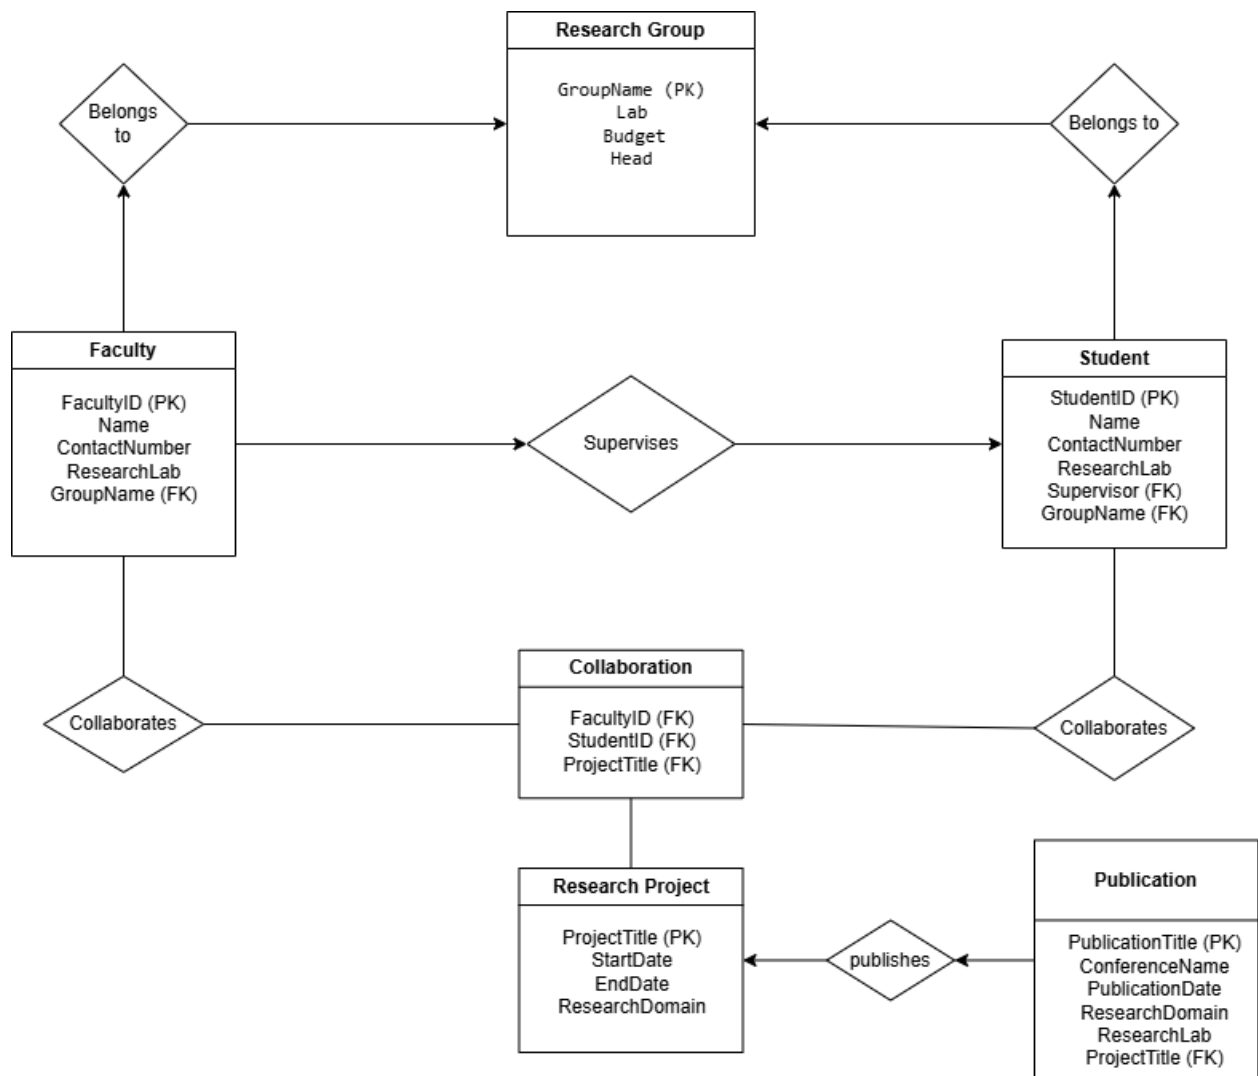 Research Group
GroupName (PK)
Lab
Budget
Head
Belongs
to
Belongs to
Faculty
FacultyID (PK)
Name
ContactNumber
ResearchLab
GroupName (FK)
Supervises
Student
StudentID (PK)
Name
ContactNumber
ResearchLab
Supervisor (FK)
GroupName (FK)
Collaborates
Collaboration
FacultyID (FK)
StudentID (FK)
ProjectTitle (FK)
Collaborates
Research Project
ProjectTitle (PK)
StartDate
EndDate
ResearchDomain
publishes
Publication
PublicationTitle (PK)
ConferenceName
PublicationDate
ResearchDomain
ResearchLab
ProjectTitle (FK)